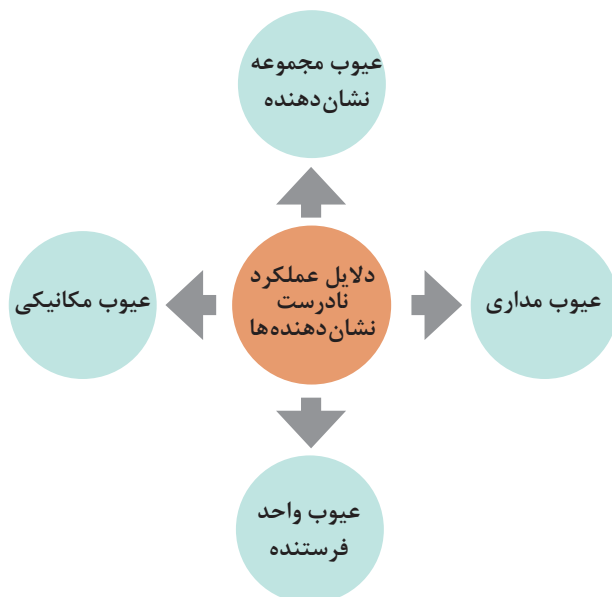 عیوب مجموعه
نشان‌دهنده
دلایل عملکرد
نادرست
نشان‌دهنده‌ها
عیوب مداری
عیوب مکانیکی
عیوب واحد
فرستنده